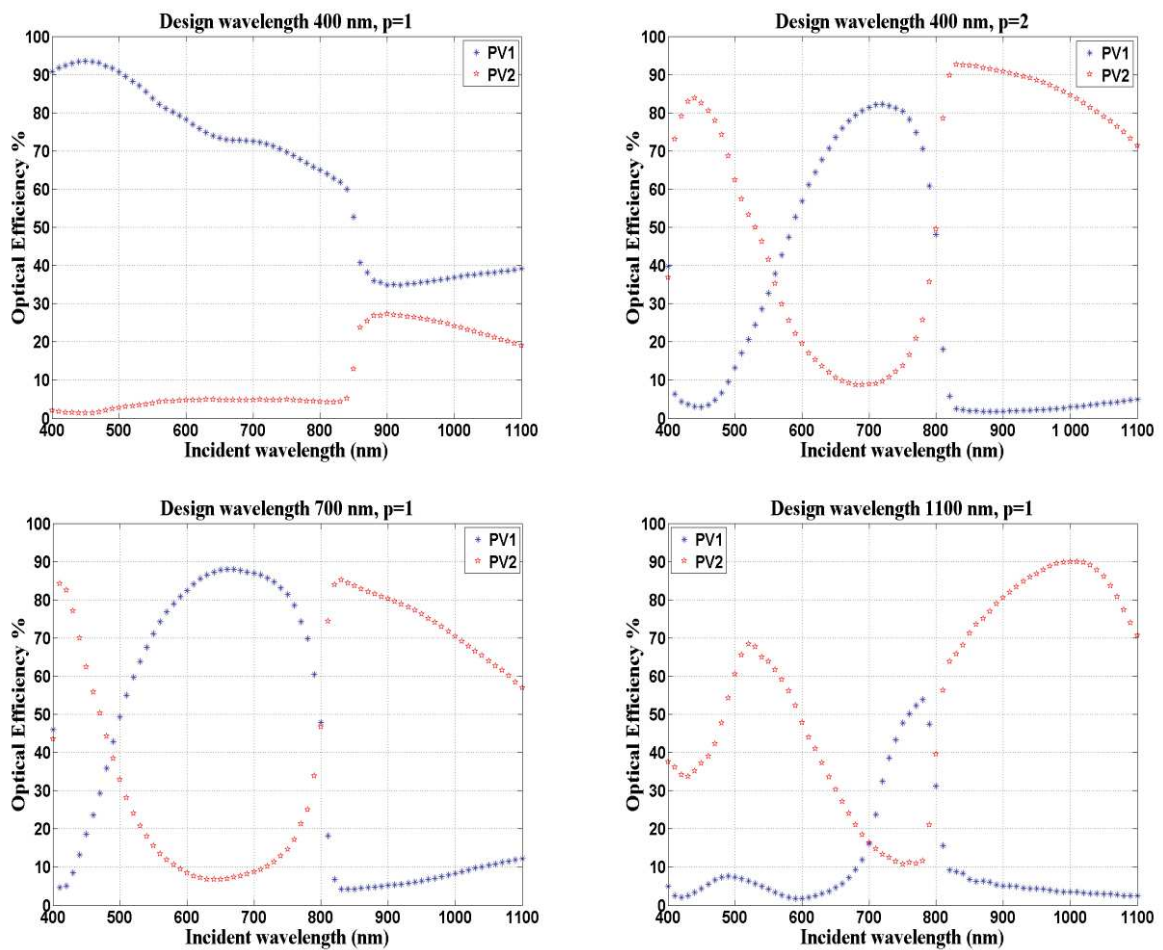 Design wavelength 400 nm, p=1
Optical Efficiency %
100
90
80
70
60
50
40
30
20
10
0
PV1
PV2
400 500 600 700 800 900 1000 1100
Incident wavelength (nm)
Design wavelength 400 nm, p=2
Optical Efficiency %
100
90
80
70
60
50
40
30
20
10
0
PV1
PV2
400 500 600 700 800 900 1 000 1100
Incident wavelength (nm)
Design wavelength 700 nm, p=1
Optical Efficiency %
100
90
80
70
60
50
40
30
20
10
0
PV1
PV2
400 500 600 700 800 900 1000 1100
Incident wavelength (nm)
Design wavelength 1100 nm, p=1
Optical Efficiency %
100
90
80
70
60
50
40
30
20
10
0
PV1
PV2
400 500 600 700 800 900 1000 1100
Incident wavelength (nm)